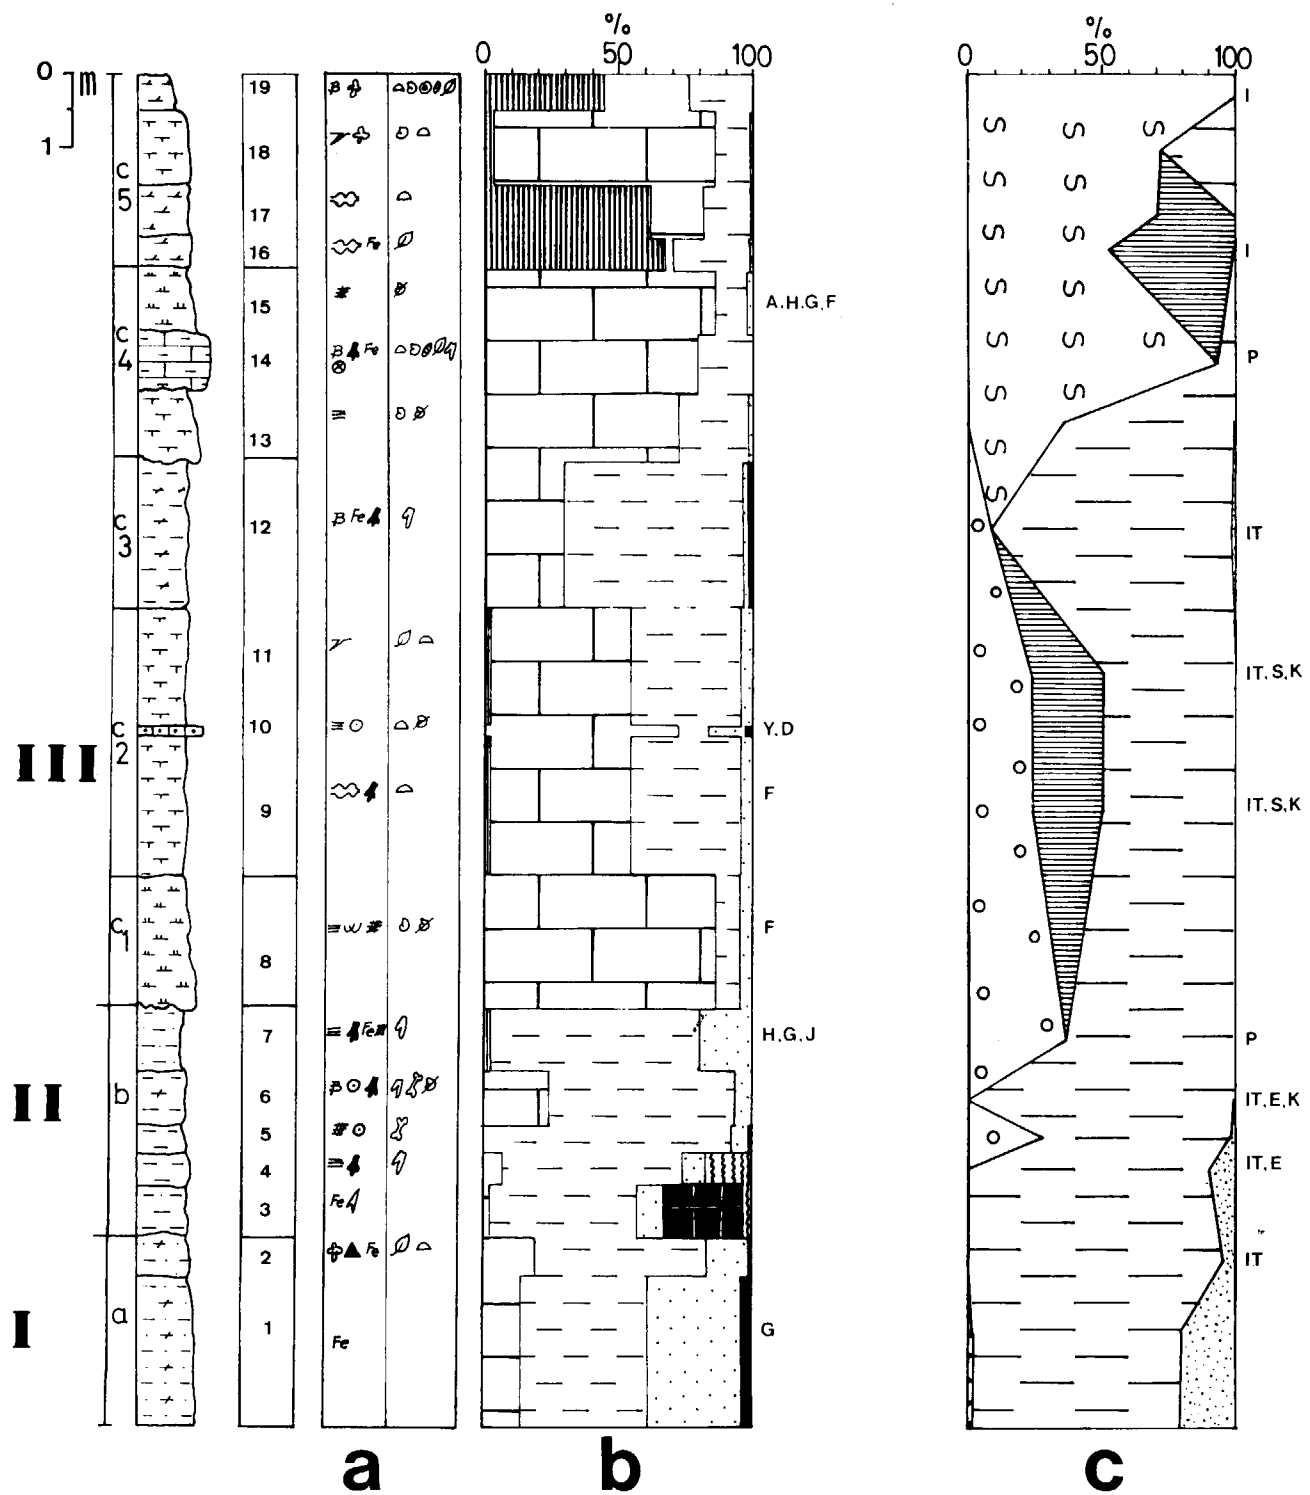 % %
0 50 100 0 50 100
0 m
1
19 I
18
c
5
17
16 Fe I
15 A.H.G,F
c
4
14 Fe P
13
c
3
12 Fe IT
11 IT.S,K
c
2
10 Y.D
III
9 F IT.S,K
c1
8 F
7 Fe H.G.J P
II
b
6 IT,E,K
5
4 IT,E
3 Fe
2 Fe IT
a
I
1 Fe G
a b c